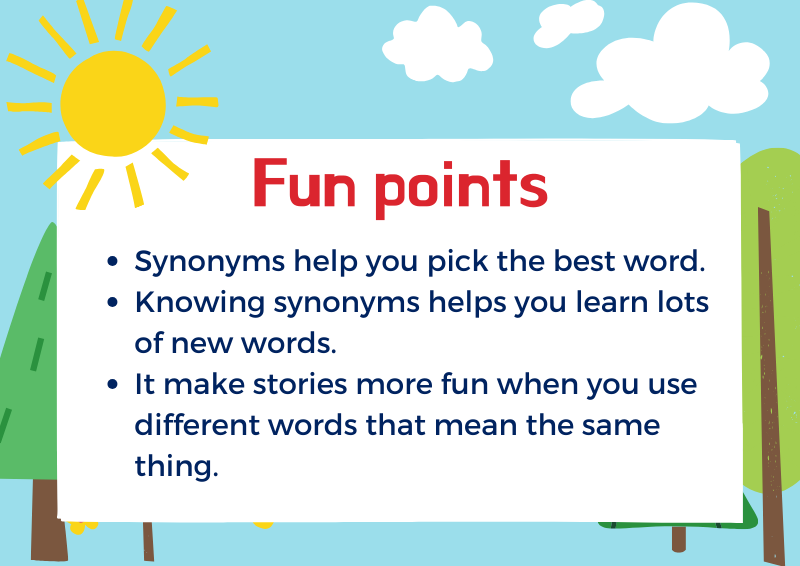 Fun points
• Synonyms help you pick the best word.
• Knowing synonyms helps you learn lots
of new words.
• It make stories more fun when you use
different words that mean the same
thing.